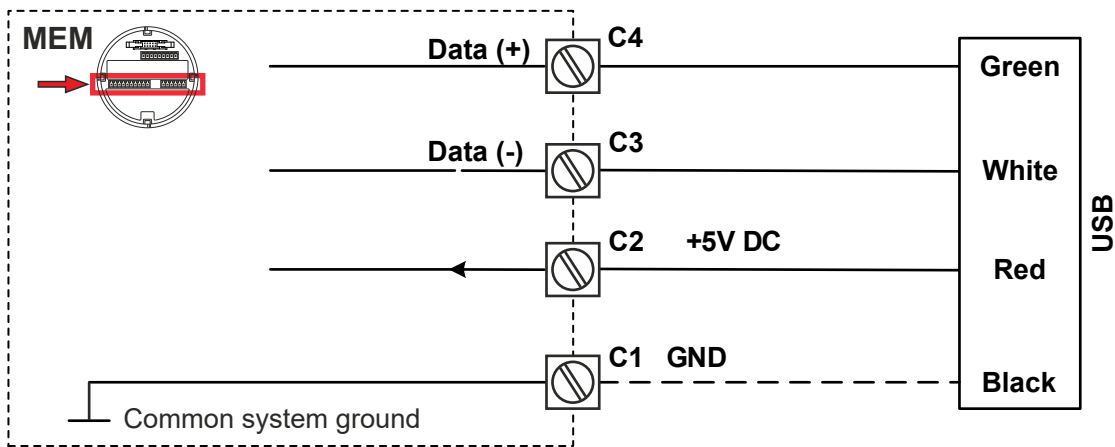 MEM
Data (+)
C4
Green
Data (-)
C3
White
USB
C2
+5V DC
Red
C1
GND
Black
Common system ground